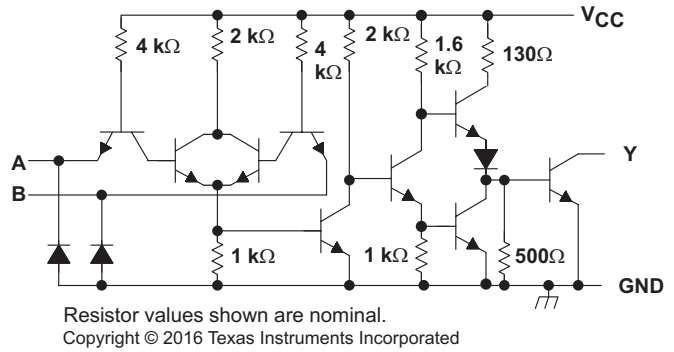 VCC
4 kΩ
2 kΩ
4
kΩ
2 kΩ
1.6
kΩ
130Ω
A
B
Y
1 kΩ
1 kΩ
500Ω
GND
Resistor values shown are nominal.
Copyright © 2016 Texas Instruments Incorporated